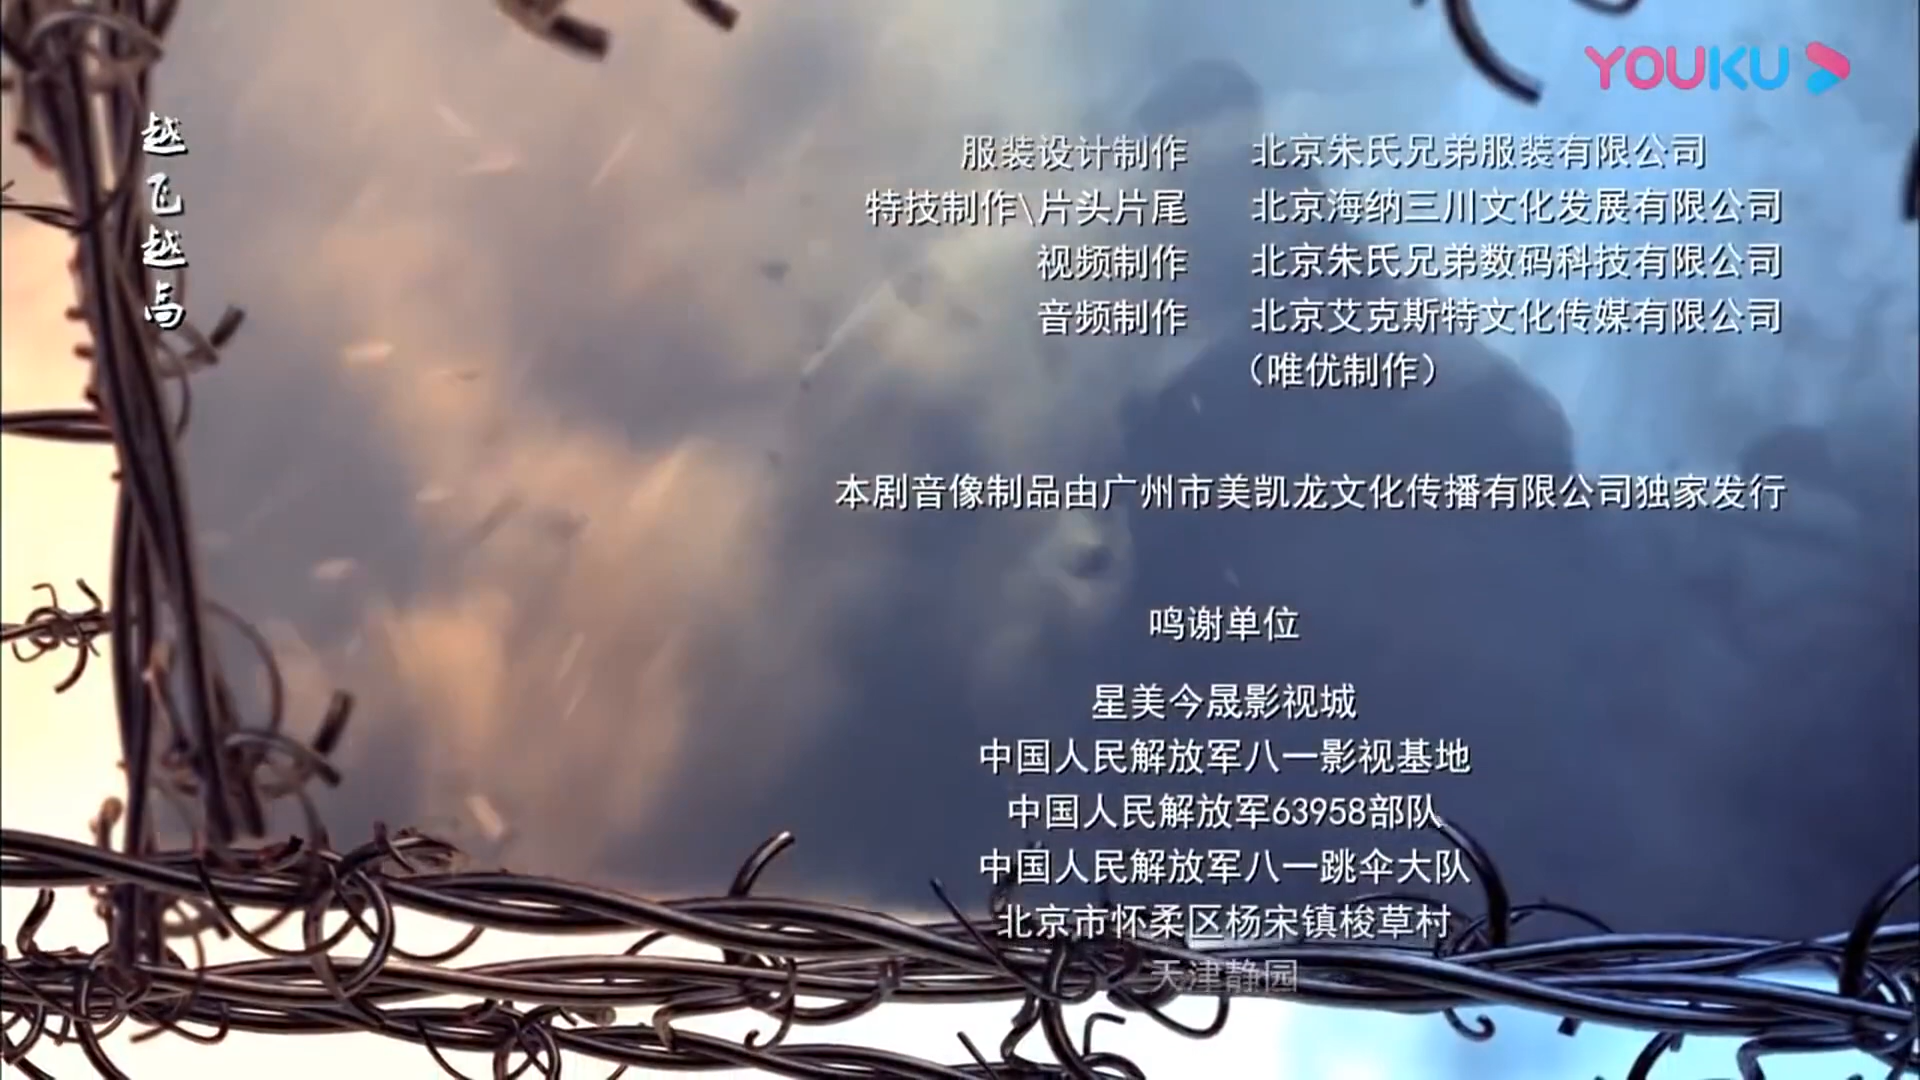 YOUKU
越飞越高
服装设计制作 北京朱氏兄弟服装有限公司
特技制作\片头片尾 北京海纳三川文化发展有限公司
视频制作 北京朱氏兄弟数码科技有限公司
音频制作 北京艾克斯特文化传媒有限公司
（唯优制作）
本剧音像制品由广州市美凯龙文化传播有限公司独家发行
鸣谢单位
星美今晟影视城
中国人民解放军八一影视基地
中国人民解放军63958部队
中国人民解放军八一跳伞大队
北京市怀柔区杨宋镇梭草村
天津静园